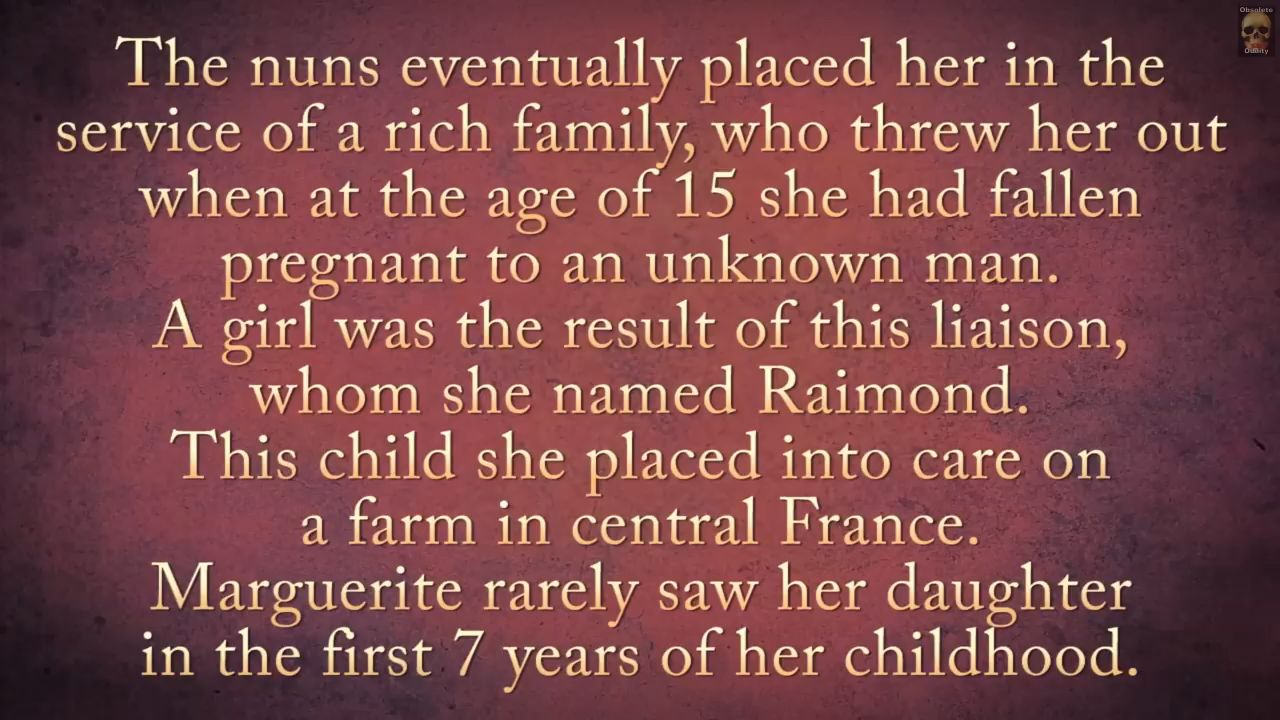 Obsolete
Oddity
The nuns eventually placed her in the
service of a rich family, who threw her out
when at the age of 15 she had fallen
pregnant to an unknown man.
A girl was the result of this liaison,
whom she named Raimond.
This child she placed into care on
a farm in central France.
Marguerite rarely saw her daughter
in the first 7 years of her childhood.